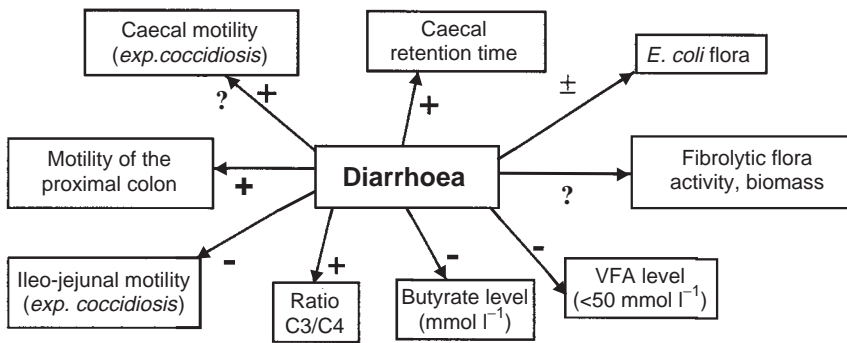 Caecal motility
(exp.coccidiosis)
Caecal
retention time
E. coli flora
?
+
+
±
Motility of the
proximal colon
+
Diarrhoea
?
Fibrolytic flora
activity, biomass
Ileo-jejunal motility
(exp. coccidiosis)
-
+
Ratio
C3/C4
-
Butyrate level
(mmol l⁻¹)
-
VFA level
(<50 mmol l⁻¹)